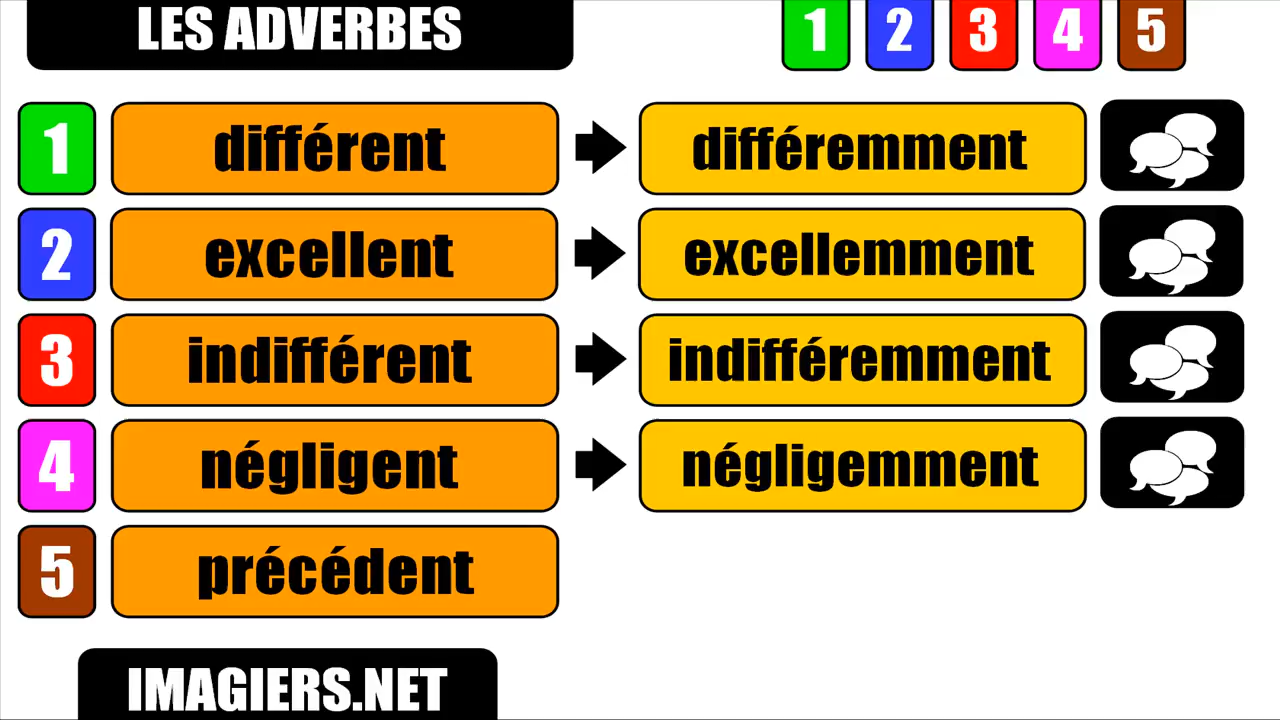 LES ADVERBES
1 2 3 4 5
1 différent différemment
2 excellent excellemment
3 indifférent indifféremment
4 négligent négligemment
5 précédent
IMAGIERS.NET